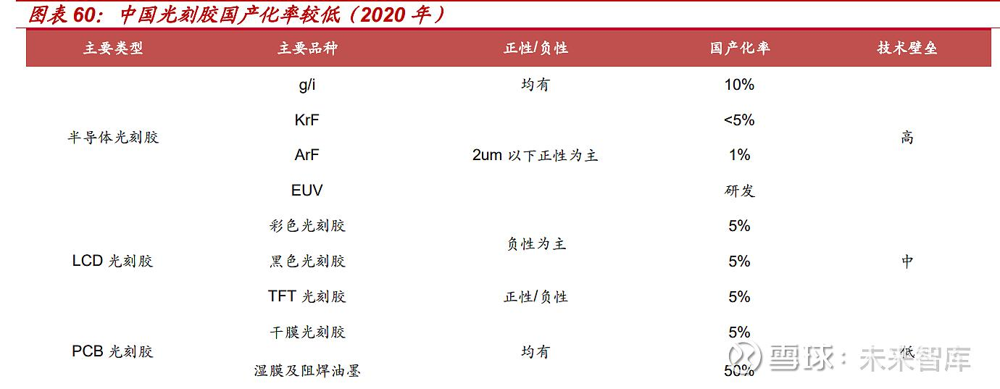 图表 60：中国光刻胶国产化率较低（2020 年）
主要类型 主要品种 正性/负性 国产化率 技术壁垒
g/i 均有 10%
KrF <5%
半导体光刻胶 高
ArF 2um 以下正性为主 1%
EUV 研发
彩色光刻胶 5%
负性为主
LCD 光刻胶 黑色光刻胶 5% 中
TFT 光刻胶 正性/负性 5%
干膜光刻胶 5%
PCB 光刻胶 均有 低
湿膜及阻焊油墨 50%
雪球：未来智库